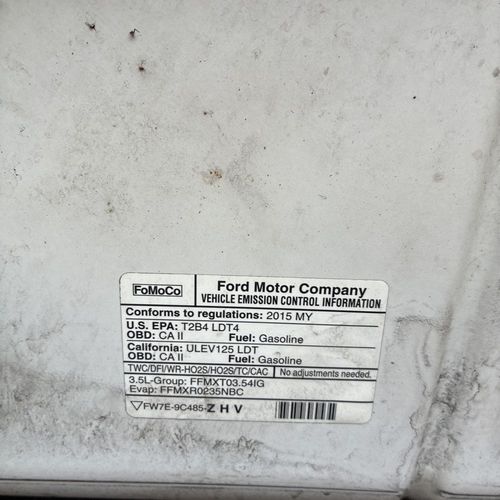 FoMoCo
Ford Motor Company
VEHICLE EMISSION CONTROL INFORMATION
Conforms to regulations: 2015 MY
U.S. EPA: T2B4 LDT4
OBD: CA II Fuel: Gasoline
California: ULEV125 LDT
OBD: CA II Fuel: Gasoline
TWC/DFI/WR-HO2S/HO2S/TC/CAC No adjustments needed.
3.5L-Group: FFMXT03.54IG
Evap: FFMXR0235NBC
▽FW7E-9C485-ZHV